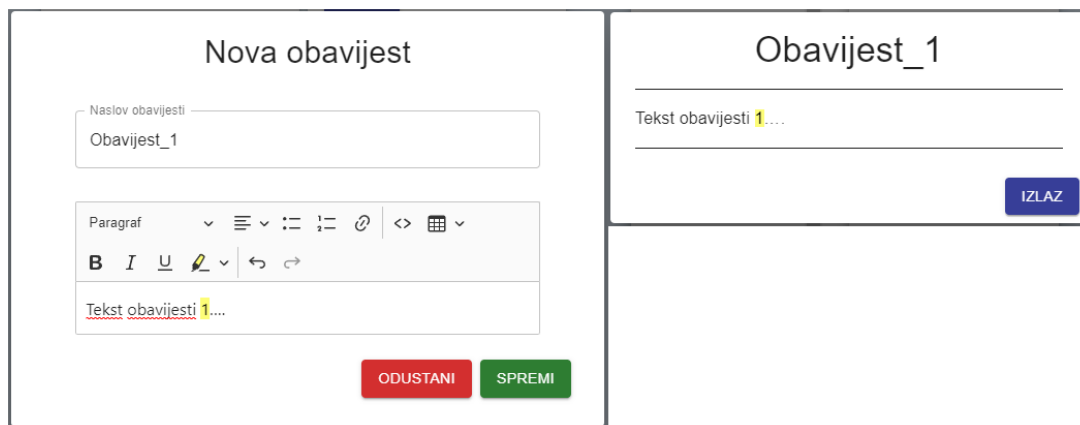 Nova obavijest
Naslov obavijesti
Obavijest_1
Paragraf
B I U
Tekst obavijesti 1....
ODUSTANI SPREMI
Obavijest_1
Tekst obavijesti 1....
IZLAZ